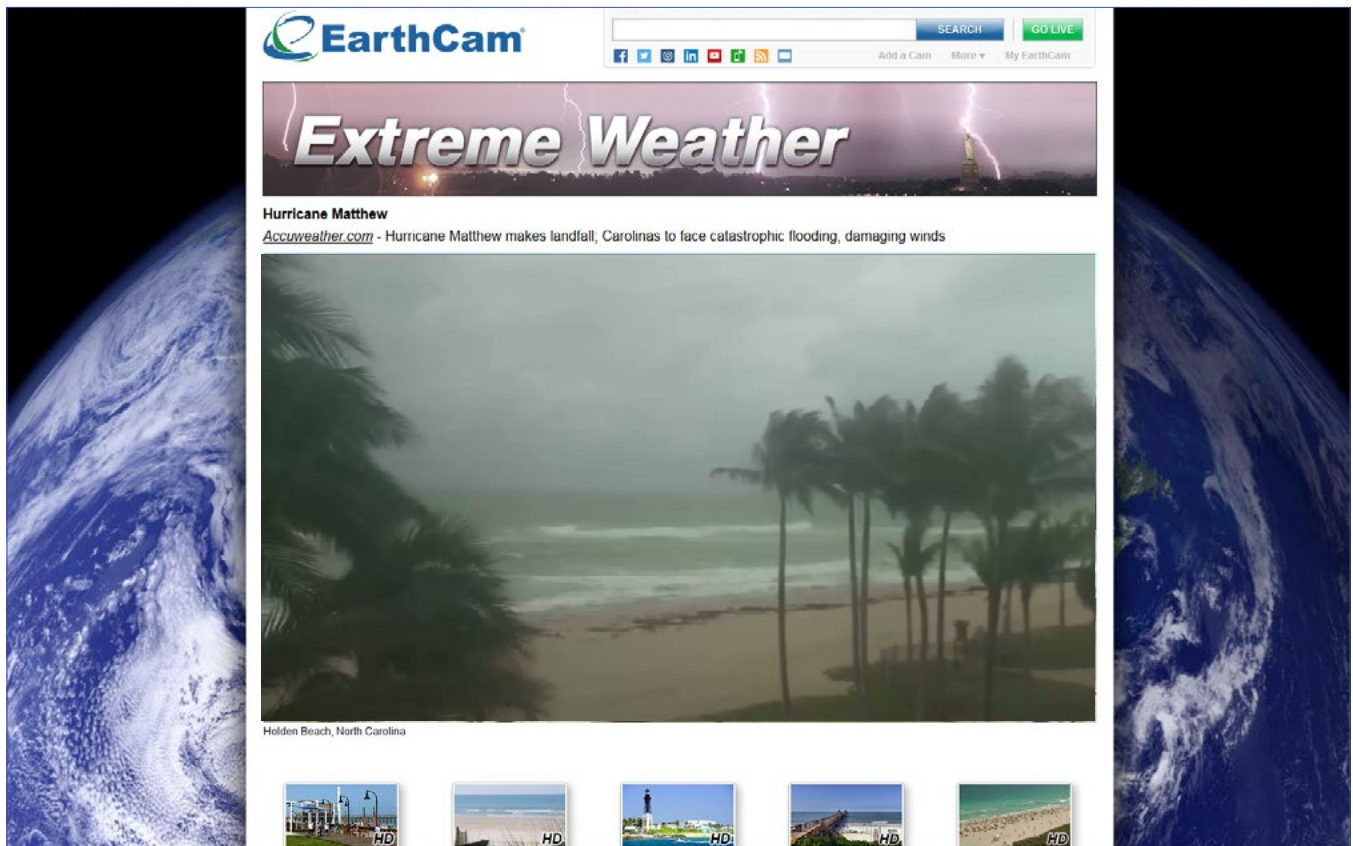 EarthCam
SEARCH
GO LIVE
Add a Cam
More ▾
My EarthCam
Extreme Weather
Hurricane Matthew
Accuweather.com - Hurricane Matthew makes landfall; Carolinas to face catastrophic flooding, damaging winds
Holden Beach, North Carolina
HD
HD
HD
HD
HD